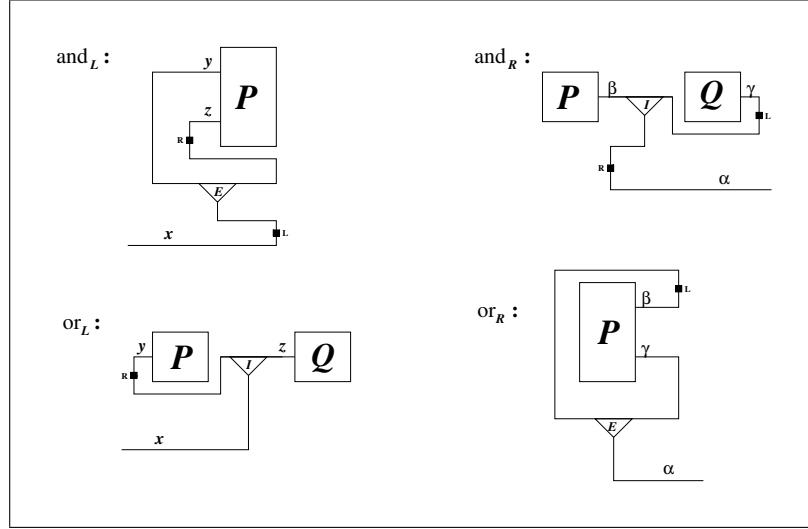 and_L :
y
P
z
R
E
L
x
and_R :
P
β
I
Q
γ
L
R
α
or_L :
y
P
z
Q
I
R
x
or_R :
L
β
P
γ
E
α